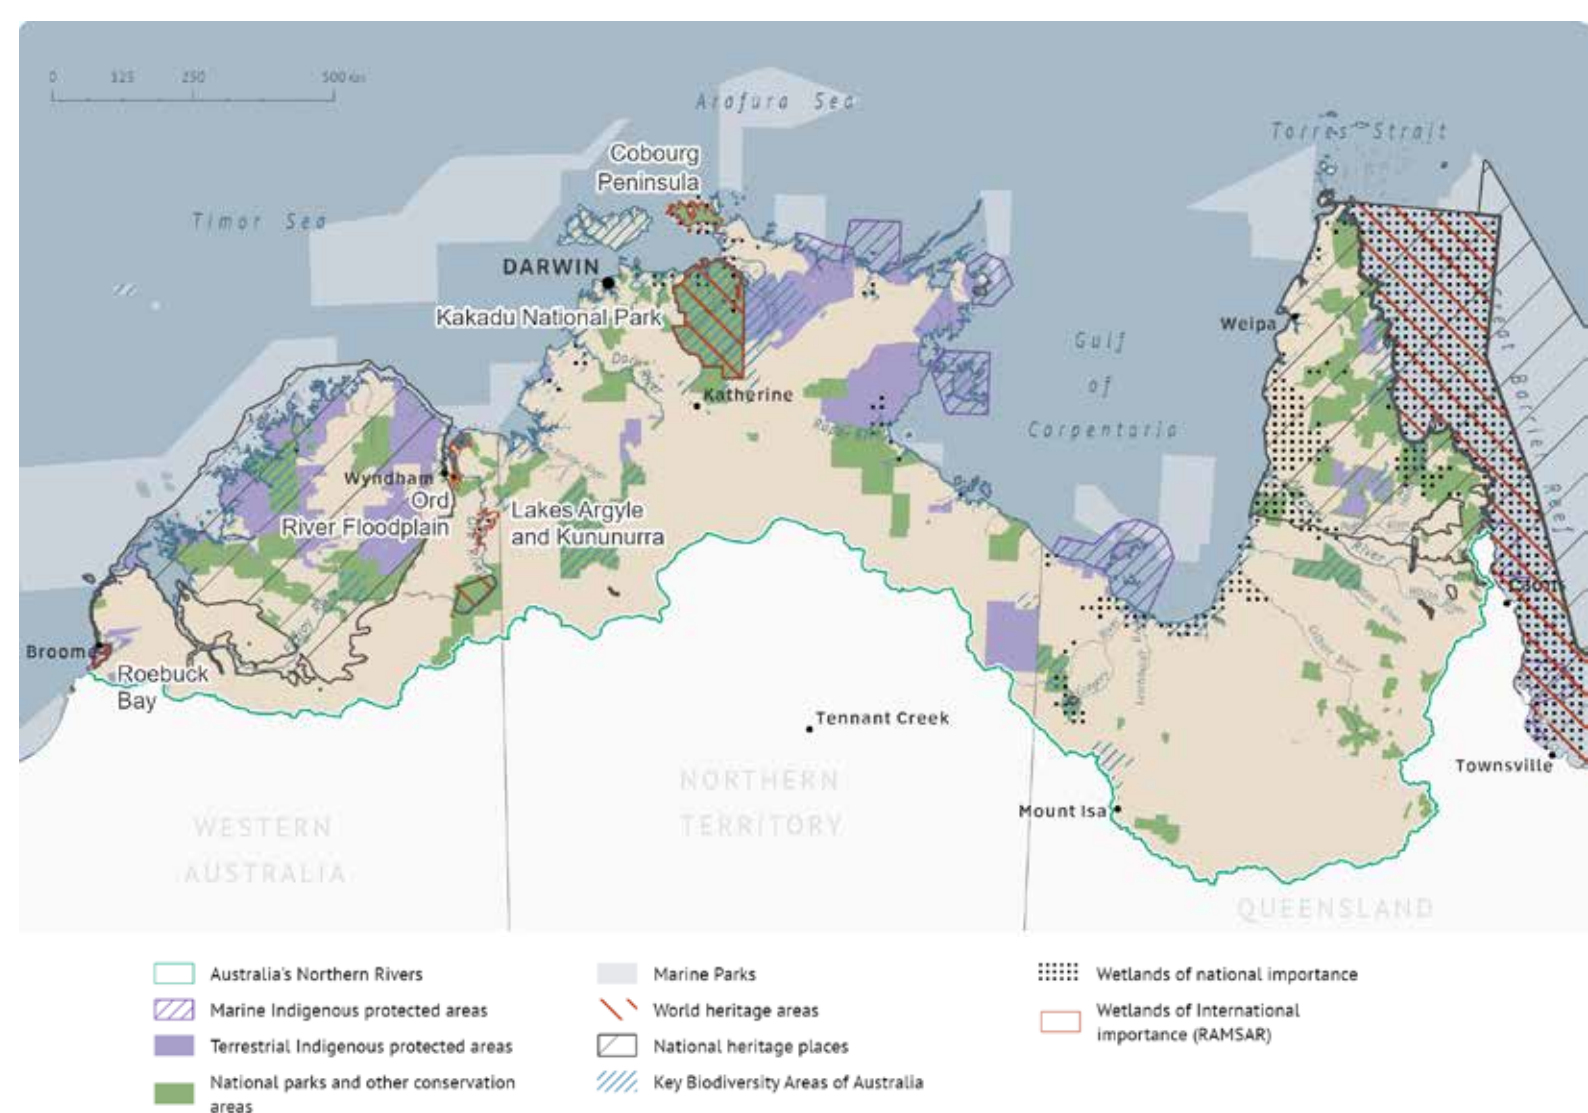 0 125 250 500 Km
Arafura Sea
Torres Strait
Cobourg
Peninsula
Timor Sea
DARWIN
Kakadu National Park
Weipa
Gulf
of
Carpentaria
Great Barrier Reef
Katherine
Wyndham
Ord
River Floodplain
Lakes Argyle
and Kununurra
Broome
Roebuck
Bay
Cairns
Tennant Creek
Townsville
Mount Isa
NORTHERN
TERRITORY
WESTERN
AUSTRALIA
QUEENSLAND
Australia's Northern Rivers
Marine Indigenous protected areas
Terrestrial Indigenous protected areas
National parks and other conservation
areas
Marine Parks
World heritage areas
National heritage places
Key Biodiversity Areas of Australia
Wetlands of national importance
Wetlands of International
importance (RAMSAR)